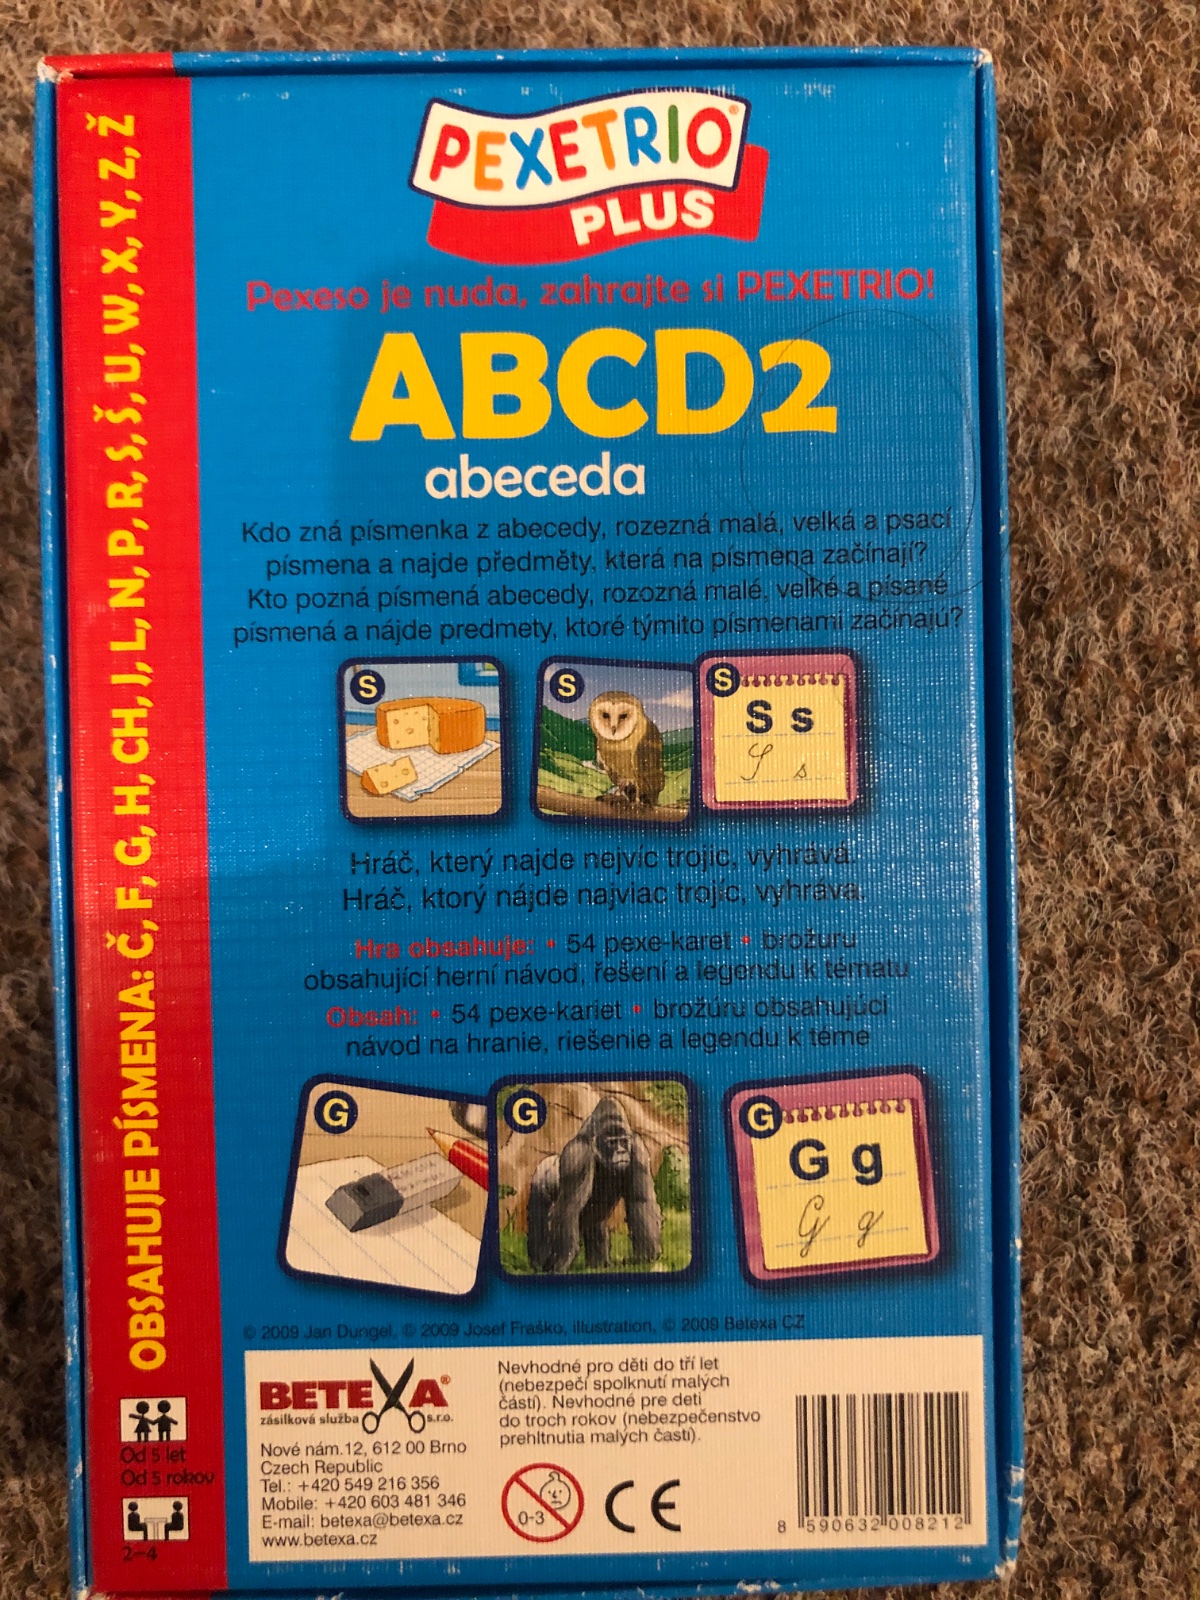 PEXETRIO®
PLUS
Pexeso je nuda, zahrajte si PEXETRIO!
ABCD2
abeceda
Kdo zná písmenka z abecedy, rozezná malá, velká a psací
písmena a najde předměty, která na písmena začínají?
Kto pozná písmená abecedy, rozozná malé, veľké a písané
písmená a nájde predmety, ktoré týmito písmenami začínajú?
S
S
S
S s
S s
Hráč, který najde nejvíc trojic, vyhrává.
Hráč, ktorý nájde najviac trojíc, vyhráva.
Hra obsahuje: • 54 pexe-karet • brožuru
obsahující herní návod, řešení a legendu k tématu
Obsah: • 54 pexe-kariet • brožúru obsahujúci
návod na hranie, riešenie a legendu k téme
G
G
G
G g
G g
© 2009 Jan Dungel, © 2009 Josef Fraško, illustration, © 2009 Betexa CZ
OBSAHUJE PÍSMENA: Č, F, G, H, CH, J, L, N, P, R, S, Š, U, W, X, Y, Z, Ž
Od 5 let
Od 5 rokov
2–4
BETEXA®
zásilková služba s.r.o.
Nové nám.12, 612 00 Brno
Czech Republic
Tel.: +420 549 216 356
Mobile: +420 603 481 346
E-mail: betexa@betexa.cz
www.betexa.cz
Nevhodné pro děti do tří let
(nebezpečí spolknutí malých
částí). Nevhodné pre deti
do troch rokov (nebezpečenstvo
prehltnutia malých častí).
0-3
CE
8 590632 008212